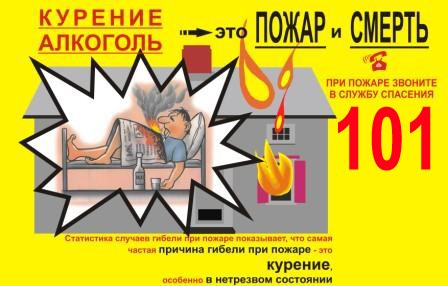 КУРЕНИЕ
АЛКОГОЛЬ
это ПОЖАР и СМЕРТЬ
ПРИ ПОЖАРЕ ЗВОНИТЕ
В СЛУЖБУ СПАСЕНИЯ
101
Статистика случаев гибели при пожаре показывает, что самая
частая причина гибели при пожаре - это
курение,
особенно в нетрезвом состоянии